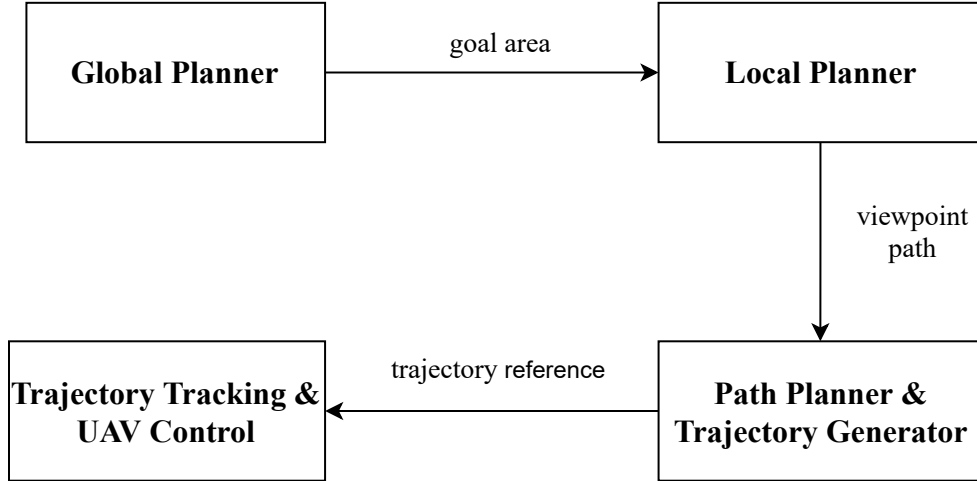 Global Planner
goal area
Local Planner
viewpoint
path
Trajectory Tracking &
UAV Control
trajectory reference
Path Planner &
Trajectory Generator